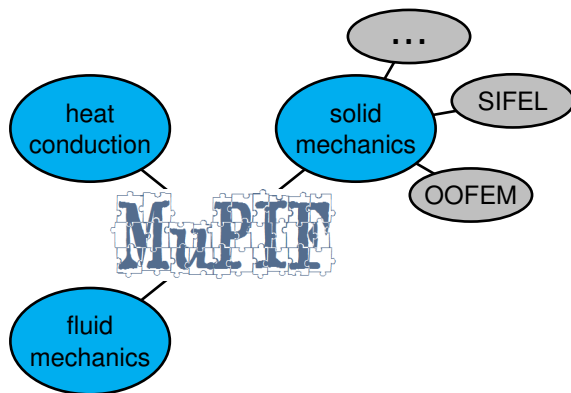 ...
heat
conduction
solid
mechanics
SIFEL
OOFEM
MuPIF
fluid
mechanics